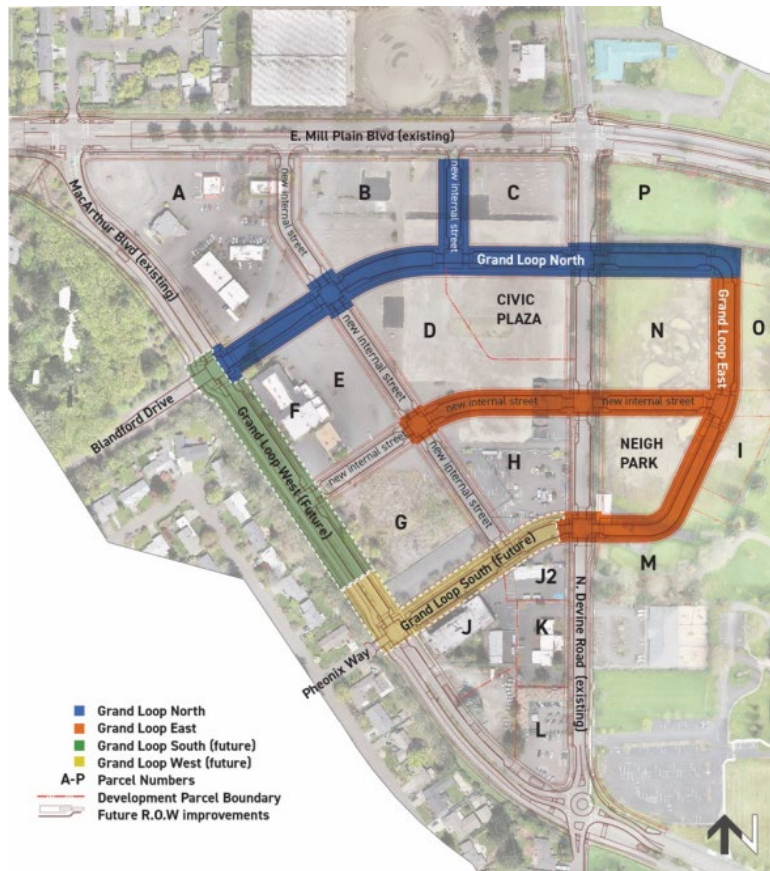 E. Mill Plain Blvd (existing)
MacArthur Blvd (existing)
A
new internal street
B
new internal street
C
P
Grand Loop North
CIVIC
PLAZA
D
new internal street
N
Grand Loop East
O
E
F
Blandford Drive
Grand Loop West (Future)
new internal street
new internal street
new internal street
new internal street
H
NEIGH
PARK
I
G
Grand Loop South (Future)
M
J2
J
K
N. Devine Road (existing)
Pheonix Way
L
Grand Loop North
Grand Loop East
Grand Loop South (future)
Grand Loop West (future)
A-P Parcel Numbers
Development Parcel Boundary
Future R.O.W improvements
N